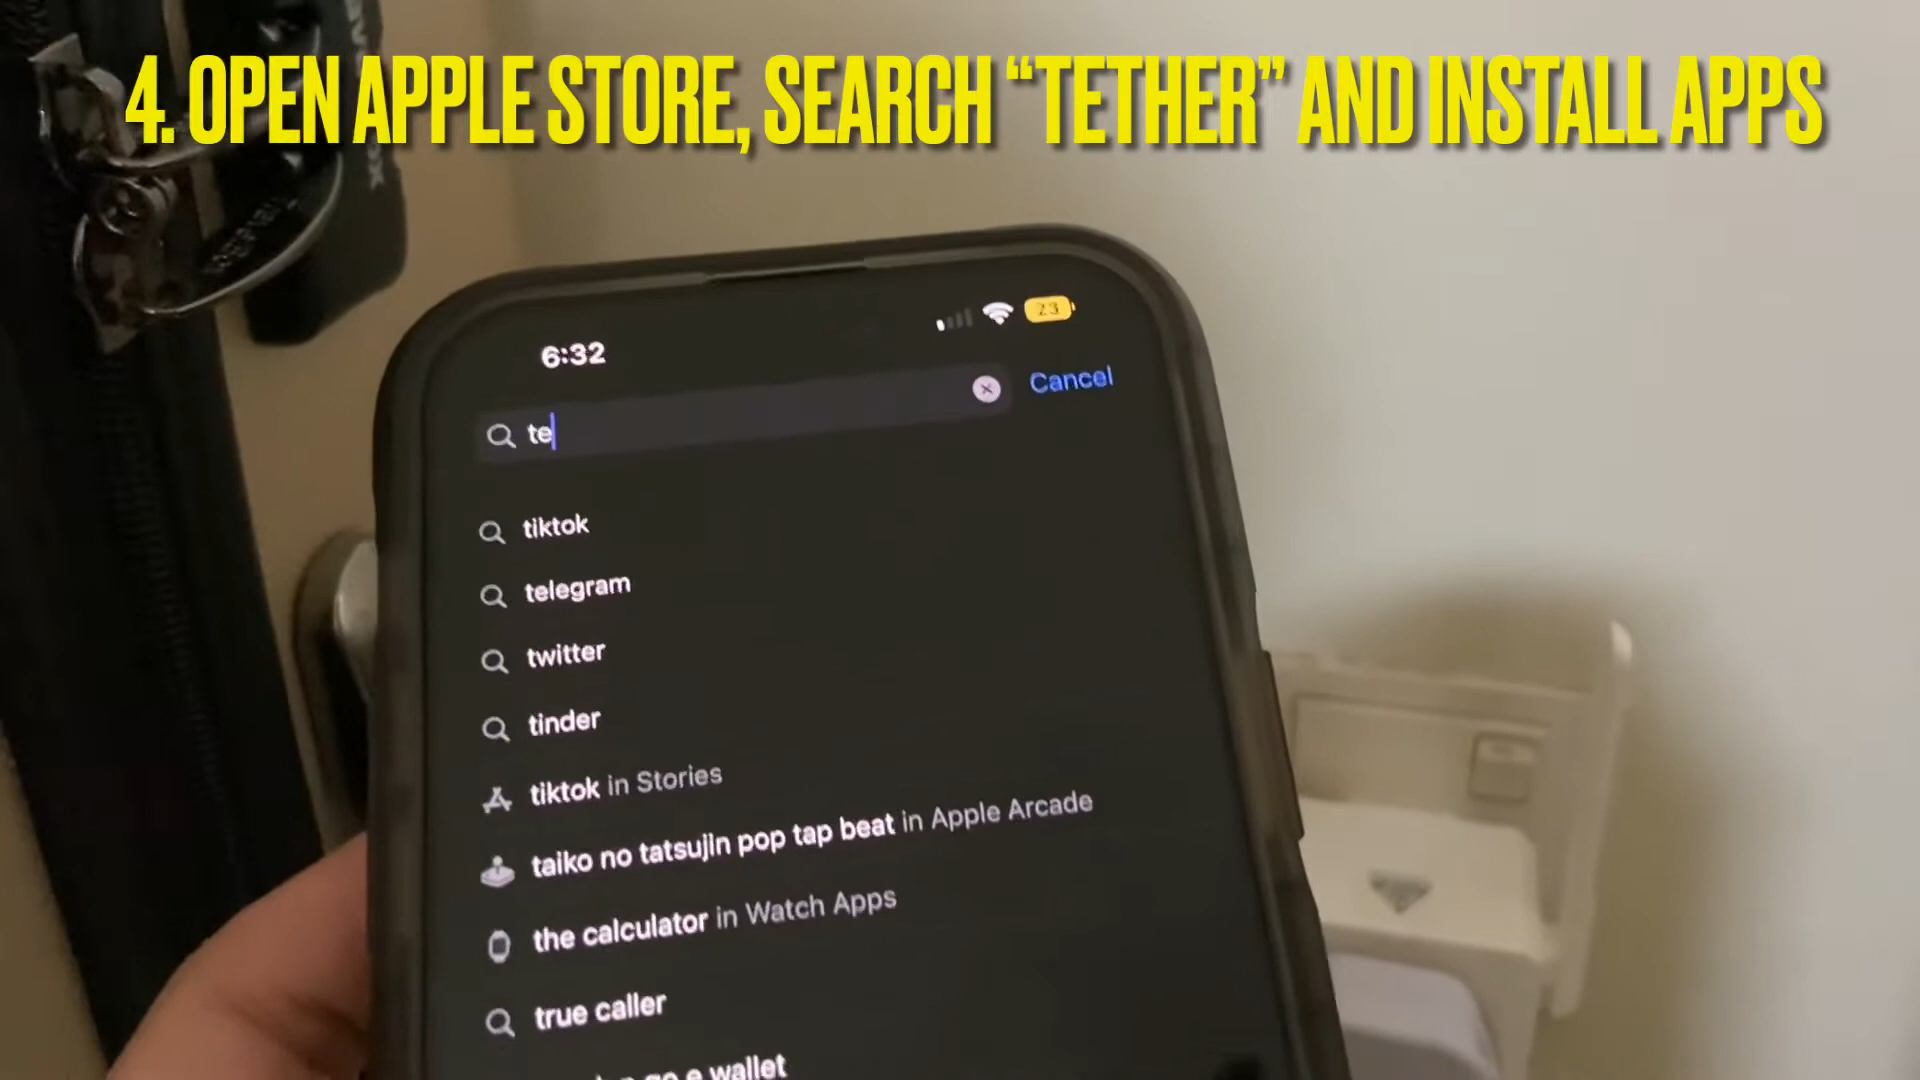 4. OPEN APPLE STORE, SEARCH “TETHER” AND INSTALL APPS
6:32
23
te
Cancel
tiktok
telegram
twitter
tinder
tiktok in Stories
taiko no tatsujin pop tap beat in Apple Arcade
the calculator in Watch Apps
true caller
go e wallet